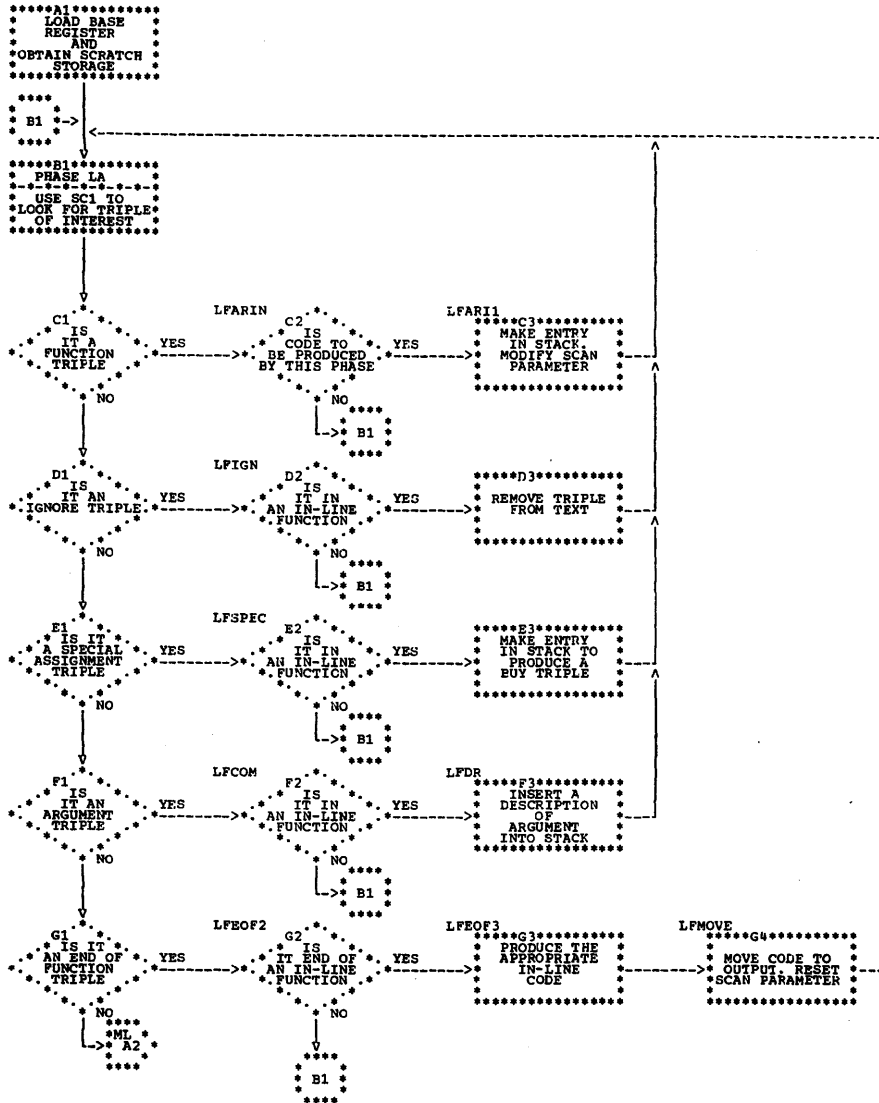 A1
LOAD BASE
REGISTER
AND
OBTAIN SCRATCH
STORAGE
B1
B1
PHASE LA
USE SC1 TO
LOOK FOR TRIPLE
OF INTEREST
C1
IS
IT A
FUNCTION
TRIPLE
YES
NO
LFARIN
C2
IS
CODE TO
BE PRODUCED
BY THIS PHASE
YES
NO
B1
LFARI1
C3
MAKE ENTRY
IN STACK.
MODIFY SCAN
PARAMETER
D1
IS
IT AN
IGNORE TRIPLE
YES
NO
LFIGN
D2
IS
IT IN
AN IN-LINE
FUNCTION
YES
NO
B1
D3
REMOVE TRIPLE
FROM TEXT
E1
IS IT
A SPECIAL
ASSIGNMENT
TRIPLE
YES
NO
LFSPEC
E2
IS
IT IN
AN IN-LINE
FUNCTION
YES
NO
B1
E3
MAKE ENTRY
IN STACK TO
PRODUCE A
BUY TRIPLE
F1
IS
IT AN
ARGUMENT
TRIPLE
YES
NO
LFCOM
F2
IS
IT IN
AN IN-LINE
FUNCTION
YES
NO
B1
LFDR
F3
INSERT A
DESCRIPTION
OF
ARGUMENT
INTO STACK
G1
IS IT
AN END OF
FUNCTION
TRIPLE
YES
NO
ML
A2
LFEOF2
G2
IS
IT END OF
AN IN-LINE
FUNCTION
YES
NO
B1
LFEOF3
G3
PRODUCE THE
APPROPRIATE
IN-LINE
CODE
LFMOVE
G4
MOVE CODE TO
OUTPUT. RESET
SCAN PARAMETER